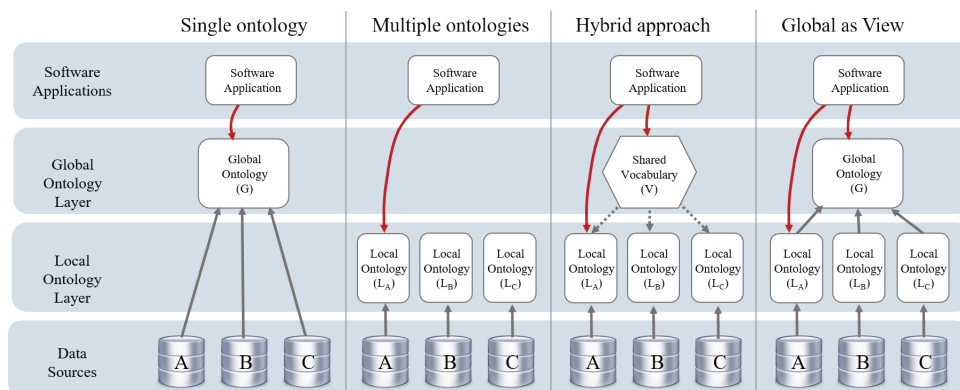 Single ontology
Multiple ontologies
Hybrid approach
Global as View
Software
Applications
Software
Application
Software
Application
Software
Application
Software
Application
Global
Ontology
Layer
Global
Ontology
(G)
Shared
Vocabulary
(V)
Global
Ontology
(G)
Local
Ontology
Layer
Local
Ontology
(LA)
Local
Ontology
(LB)
Local
Ontology
(LC)
Local
Ontology
(LA)
Local
Ontology
(LB)
Local
Ontology
(LC)
Local
Ontology
(LA)
Local
Ontology
(LB)
Local
Ontology
(LC)
Data
Sources
A
B
C
A
B
C
A
B
C
A
B
C